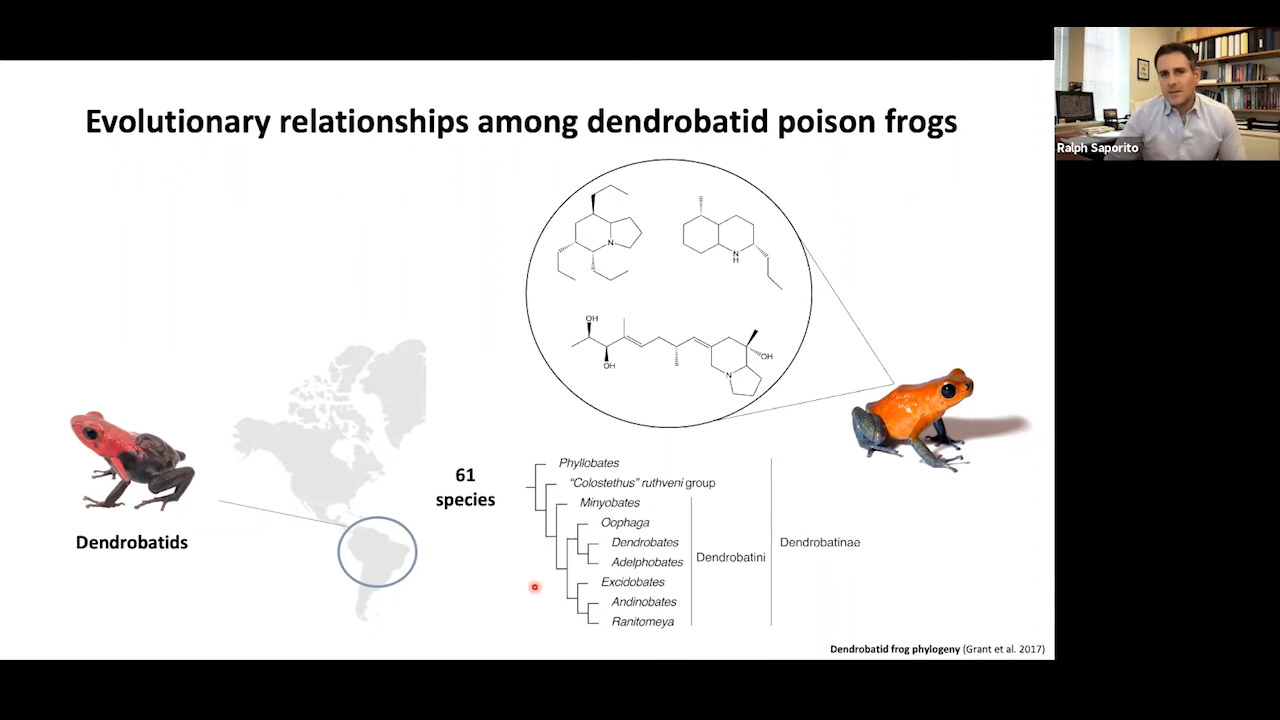 Evolutionary relationships among dendrobatid poison frogs
Ralph Saporito
N
N
H
OH
OH
OH
N
Dendrobatids
61
species
Phyllobates
"Colostethus" ruthveni group
Minyobates
Oophaga
Dendrobates
Adelphobates
Excidobates
Andinobates
Ranitomeya
Dendrobatini
Dendrobatinae
Dendrobatid frog phylogeny (Grant et al. 2017)